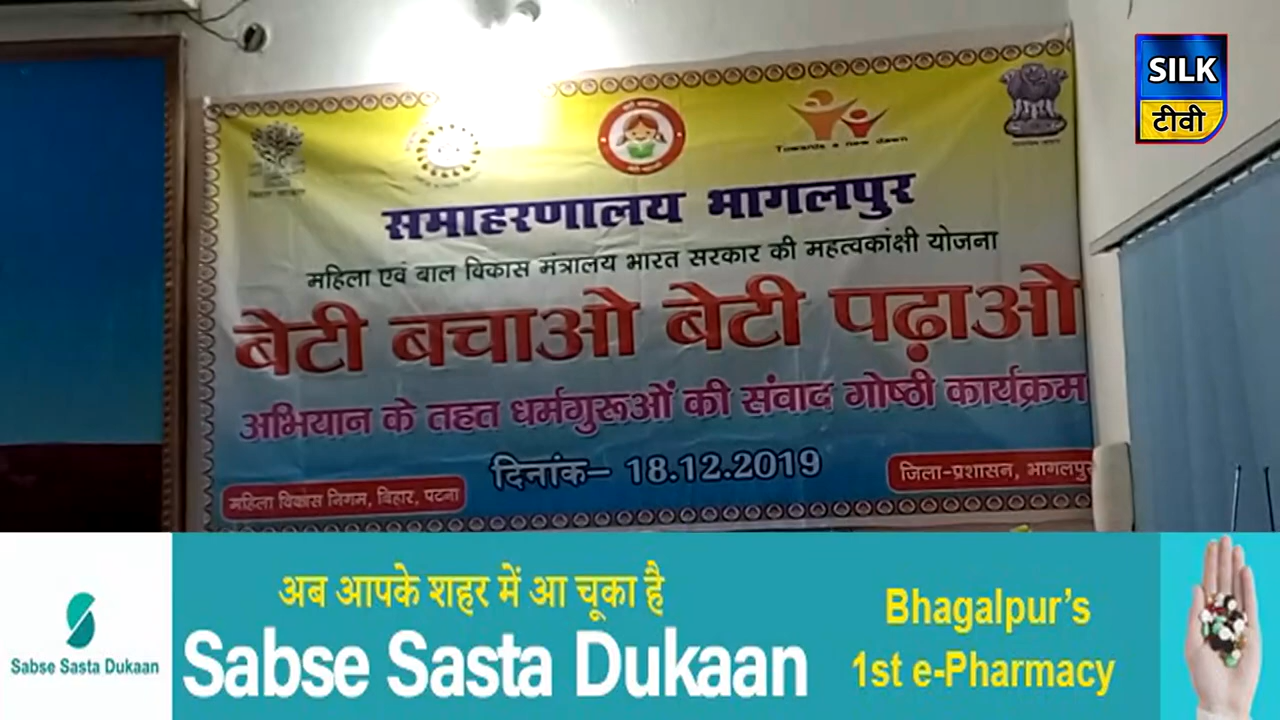 SILK
टीवी
Towards a new dawn
समाहरणालय भागलपुर
महिला एवं बाल विकास मंत्रालय भारत सरकार की महत्वकांक्षी योजना
बेटी बचाओ बेटी पढ़ाओ
अभियान के तहत धर्मगुरूओं की संवाद गोष्ठी कार्यक्रम
दिनांक– 18.12.2019
महिला विकास निगम, बिहार, पटना
जिला-प्रशासन, भागलपुर
अब आपके शहर में आ चूका है
Sabse Sasta Dukaan
Sabse Sasta Dukaan
Bhagalpur's
1st e-Pharmacy